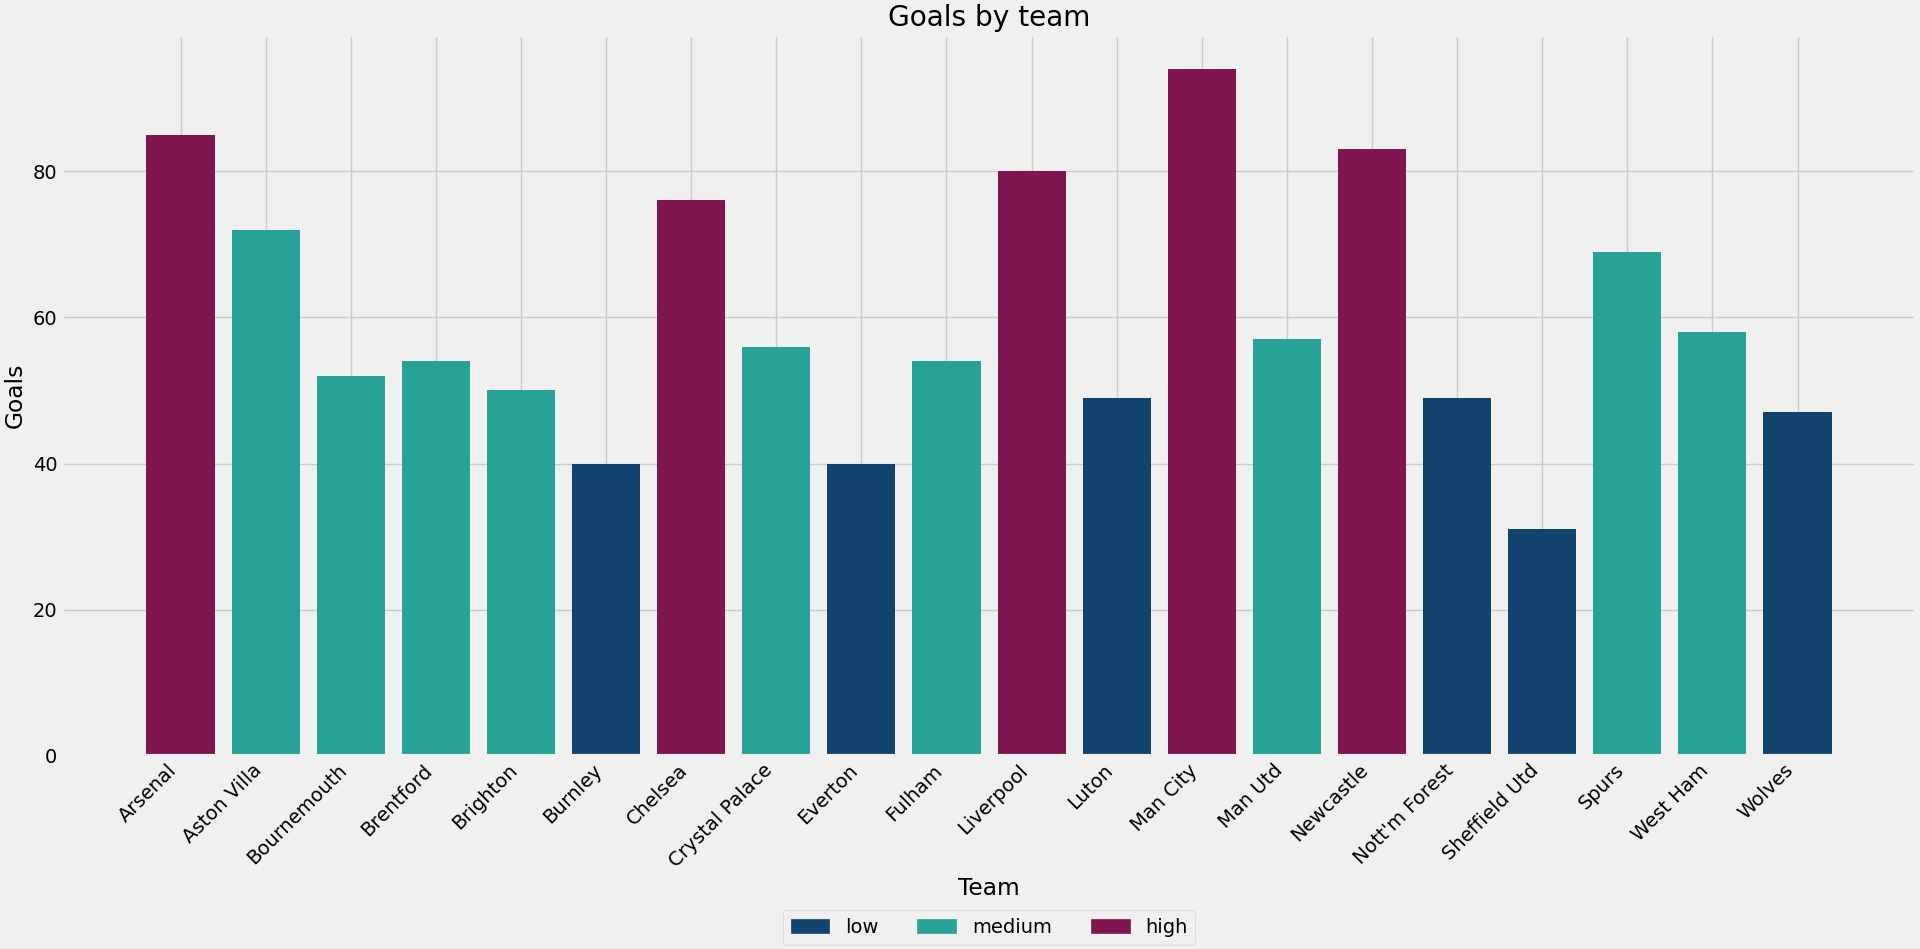 Goals by team
Goals
80
60
40
20
0
Arsenal
Aston Villa
Bournemouth
Brentford
Brighton
Burnley
Chelsea
Crystal Palace
Everton
Fulham
Liverpool
Luton
Man City
Man Utd
Newcastle
Nott'm Forest
Sheffield Utd
Spurs
West Ham
Wolves
Team
low medium high